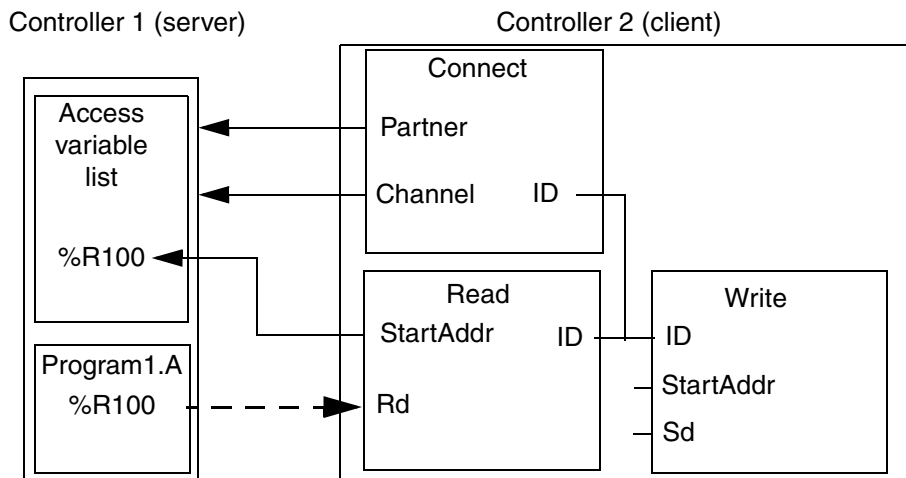 Controller 1 (server)
Controller 2 (client)
Access
variable
list
%R100
Program1.A
%R100
Connect
Partner
Channel
ID
Read
StartAddr
ID
Rd
Write
ID
StartAddr
Sd